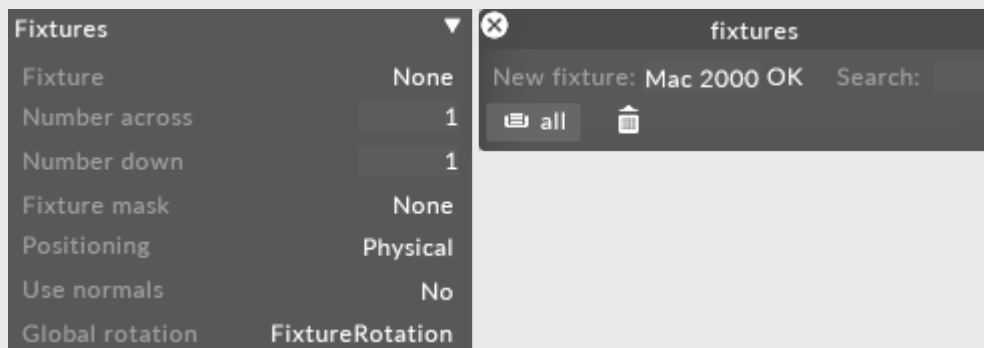 Fixtures
Fixture None
Number across 1
Number down 1
Fixture mask None
Positioning Physical
Use normals No
Global rotation FixtureRotation
fixtures
New fixture: Mac 2000 OK Search:
all